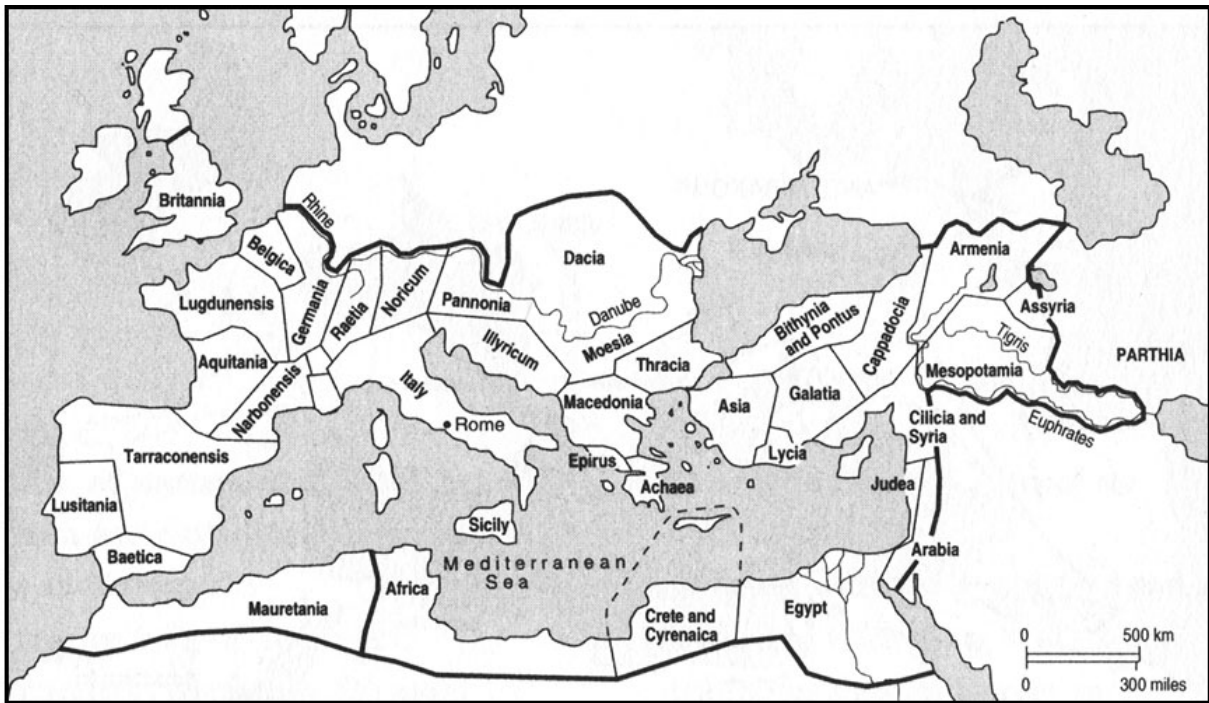 Britannia
Rhine
Belgica
Lugdunensis
Germania
Raetia
Noricum
Pannonia
Dacia
Danube
Illyricum
Moesia
Thracia
Aquitania
Narbonensis
Italy
Rome
Macedonia
Epirus
Achaea
Tarraconensis
Lusitania
Baetica
Sicily
Mediterranean
Sea
Mauretania
Africa
Crete and
Cyrenaica
Egypt
Bithynia
and Pontus
Cappadocia
Armenia
Assyria
Tigris
PARTHIA
Mesopotamia
Euphrates
Asia
Galatia
Lycia
Cilicia and
Syria
Judea
Arabia
0 500 km
0 300 miles